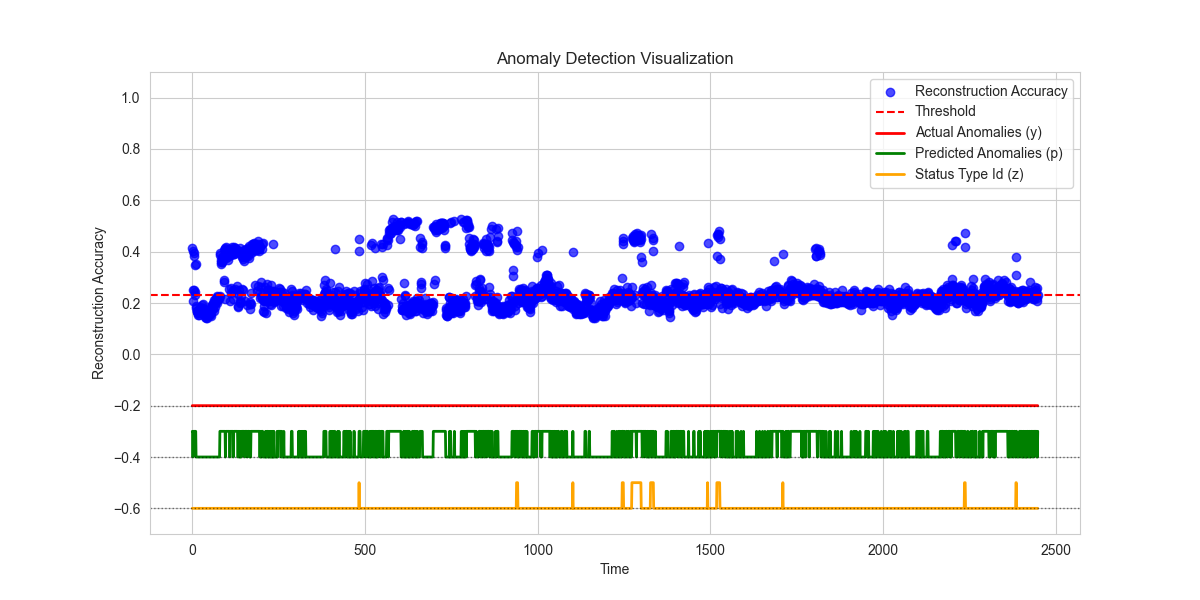 Anomaly Detection Visualization
Reconstruction Accuracy
1.0
0.8
0.6
0.4
0.2
0.0
−0.2
−0.4
−0.6
Reconstruction Accuracy
Threshold
Actual Anomalies (y)
Predicted Anomalies (p)
Status Type Id (z)
0
500
1000
1500
2000
2500
Time